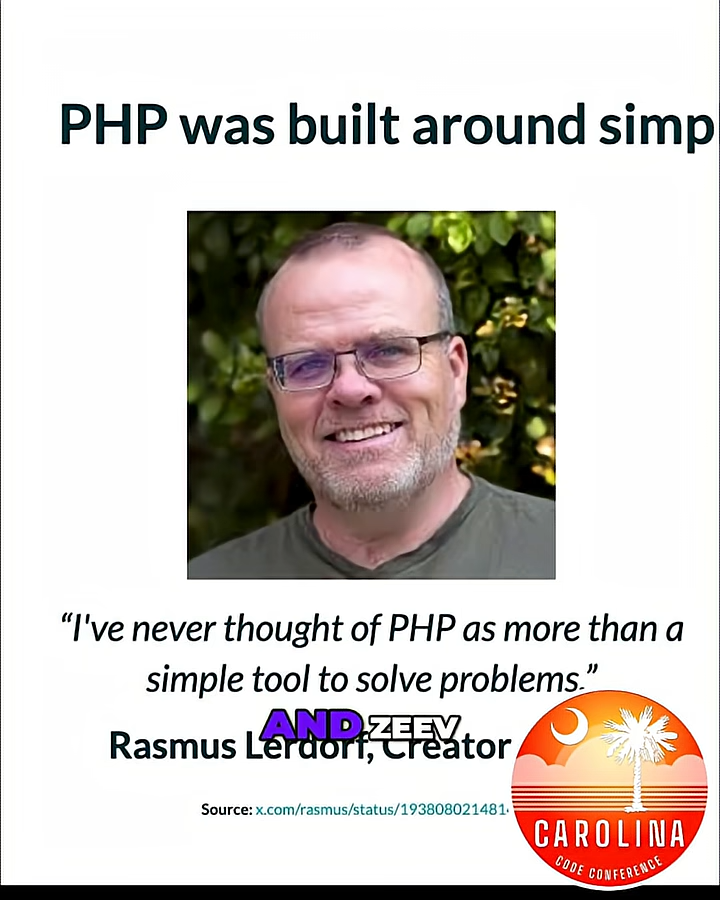 PHP was built around simp
“I've never thought of PHP as more than a
simple tool to solve problems.”
AND ZEEV
Rasmus Lerdorf, Creator
Source: x.com/rasmus/status/193808021481
CAROLINA
CODE CONFERENCE